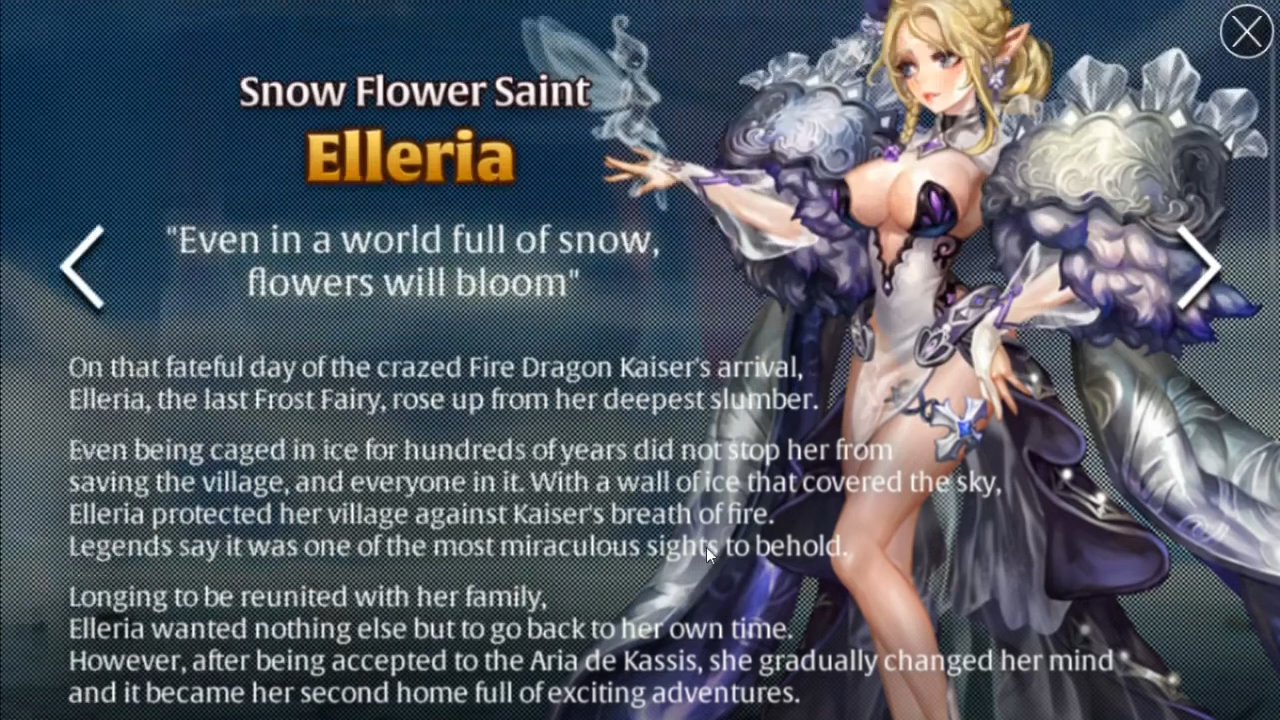 Snow Flower Saint
Elleria
"Even in a world full of snow,
flowers will bloom"
On that fateful day of the crazed Fire Dragon Kaiser's arrival,
Elleria, the last Frost Fairy, rose up from her deepest slumber.
Even being caged in ice for hundreds of years did not stop her from
saving the village, and everyone in it. With a wall of ice that covered the sky,
Elleria protected her village against Kaiser's breath of fire.
Legends say it was one of the most miraculous sights to behold.
Longing to be reunited with her family,
Elleria wanted nothing else but to go back to her own time.
However, after being accepted to the Aria de Kassis, she gradually changed her mind
and it became her second home full of exciting adventures.